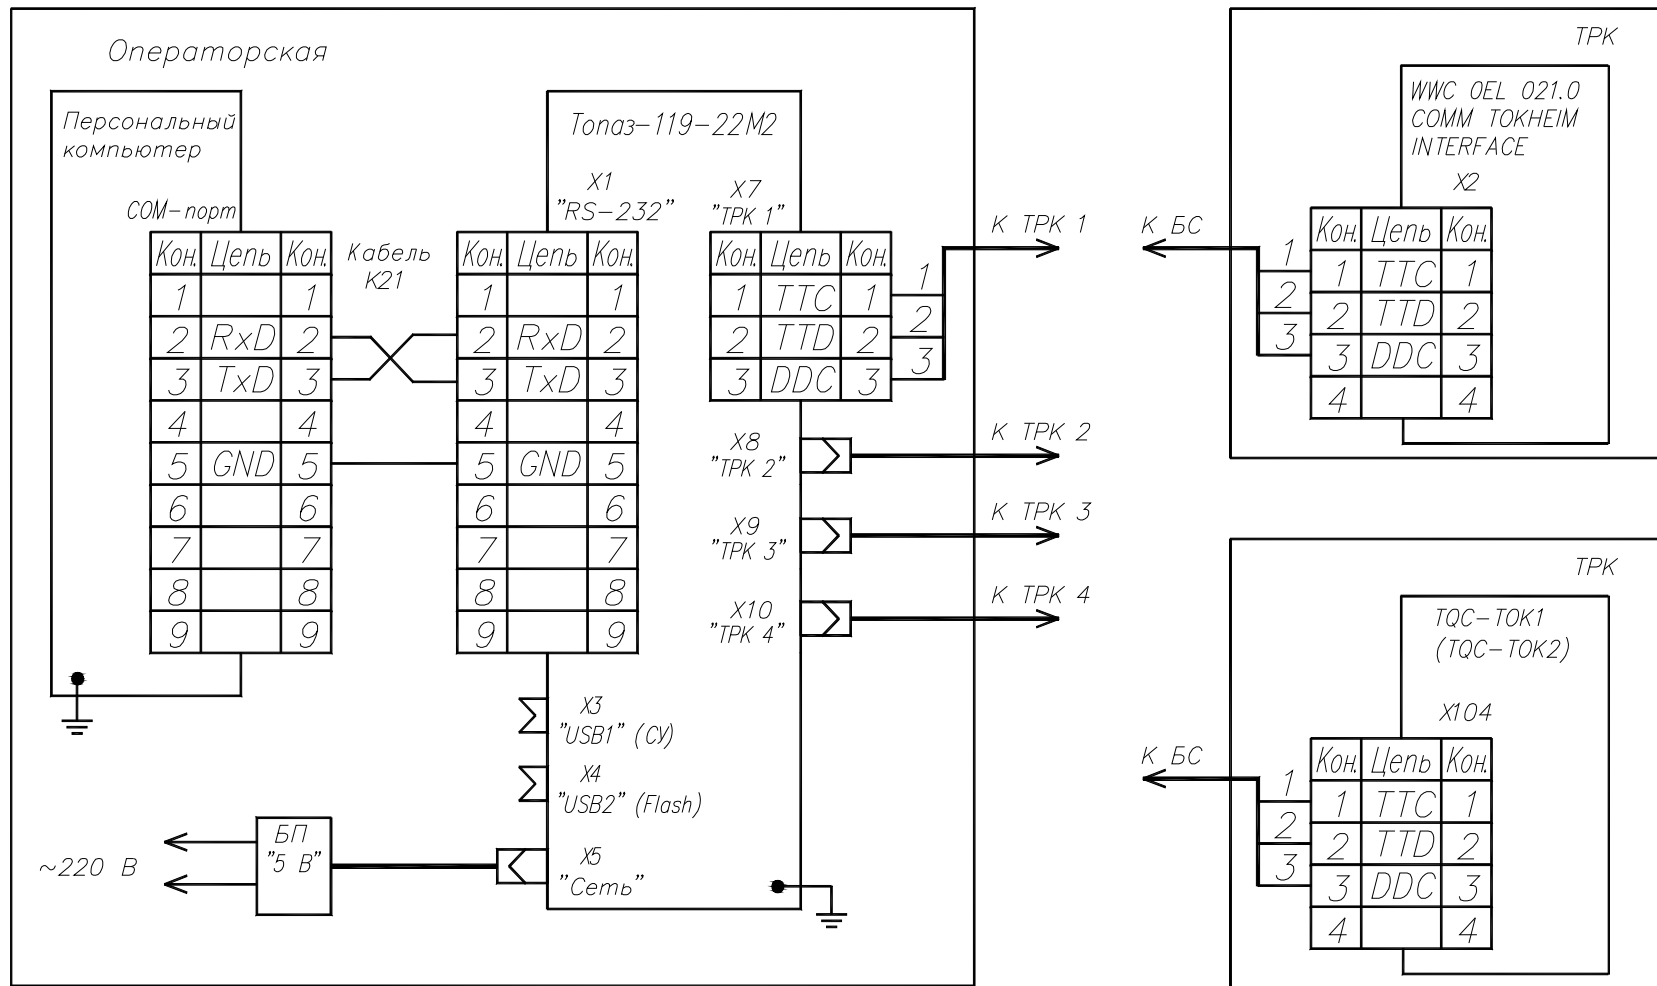 Операторская
Персональный
компьютер
COM-порт
Кон. Цепь Кон.
1 1
2 RxD 2
3 TxD 3
4 4
5 GND 5
6 6
7 7
8 8
9 9
Кабель
К21
Топаз-119-22М2
X1
"RS-232"
Кон. Цепь Кон.
1 1
2 RxD 2
3 TxD 3
4 4
5 GND 5
6 6
7 7
8 8
9 9
X7
"ТРК 1"
Кон. Цепь Кон.
1 TTC 1
2 TTD 2
3 DDC 3
1
2
3
К ТРК 1
X8
"ТРК 2"
К ТРК 2
X9
"ТРК 3"
К ТРК 3
X10
"ТРК 4"
К ТРК 4
X3
"USB1" (СУ)
X4
"USB2" (Flash)
X5
"Сеть"
БП
"5 В"
~220 В
ТРК
WWC OEL 021.0
COMM TOKHEIM
INTERFACE
X2
К БС
1
2
3
Кон. Цепь Кон.
1 TTC 1
2 TTD 2
3 DDC 3
4 4
ТРК
TQC-TOK1
(TQC-TOK2)
X104
К БС
1
2
3
Кон. Цепь Кон.
1 TTC 1
2 TTD 2
3 DDC 3
4 4